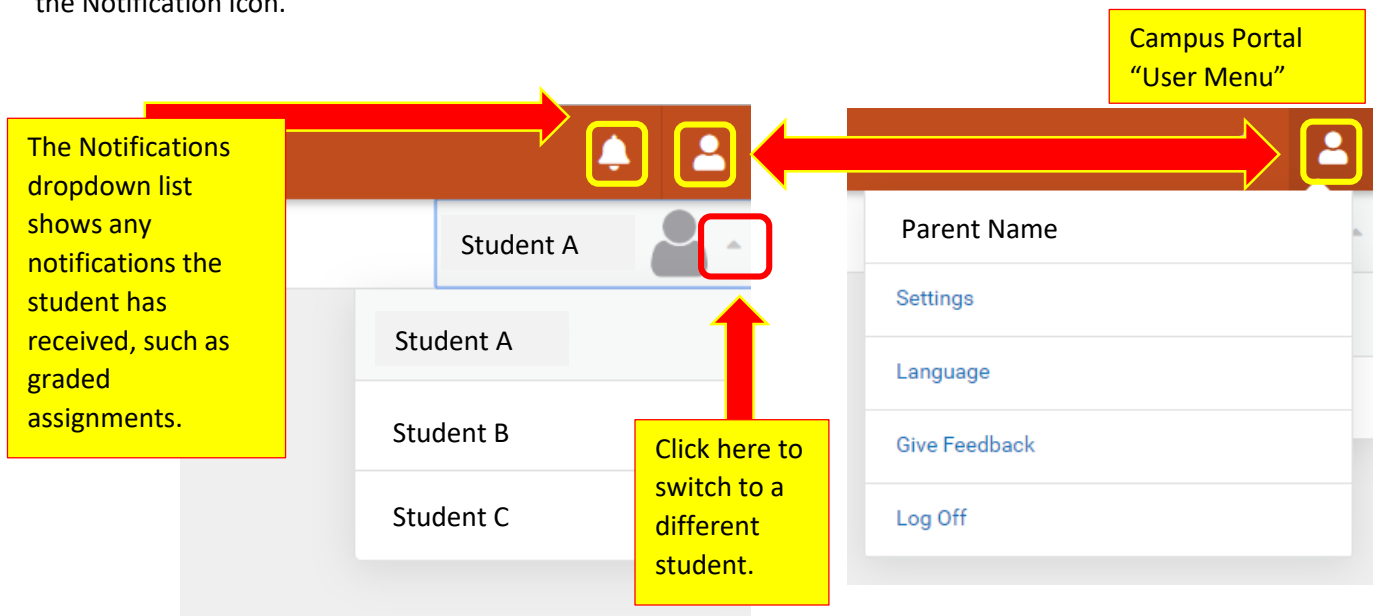 the Notification icon.
Campus Portal
“User Menu”
The Notifications
dropdown list
shows any
notifications the
student has
received, such as
graded
assignments.
Student A
Student A
Student B
Student C
Click here to
switch to a
different
student.
Parent Name
Settings
Language
Give Feedback
Log Off